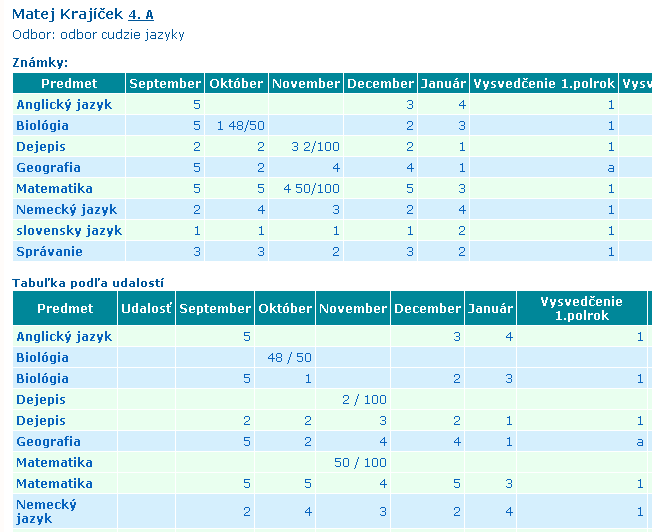 Matej Krajíček 4. A
Odbor: odbor cudzie jazyky
Známky:
Predmet September Október November December Január Vysvedčenie 1.polrok Vysv
Anglický jazyk 5 3 4 1
Biológia 5 1 48/50 2 3 1
Dejepis 2 2 3 2/100 2 1 1
Geografia 5 2 4 4 1 a
Matematika 5 5 4 50/100 5 3 1
Nemecký jazyk 2 4 3 2 4 1
slovensky jazyk 1 1 1 1 2 1
Správanie 3 3 2 3 2 1
Tabuľka podľa udalostí
Predmet Udalosť September Október November December Január Vysvedčenie
1.polrok
Anglický jazyk 5 3 4 1
Biológia 48 / 50
Biológia 5 1 2 3 1
Dejepis 2 / 100
Dejepis 2 2 3 2 1 1
Geografia 5 2 4 4 1 a
Matematika 50 / 100
Matematika 5 5 4 5 3 1
Nemecký
jazyk 2 4 3 2 4 1